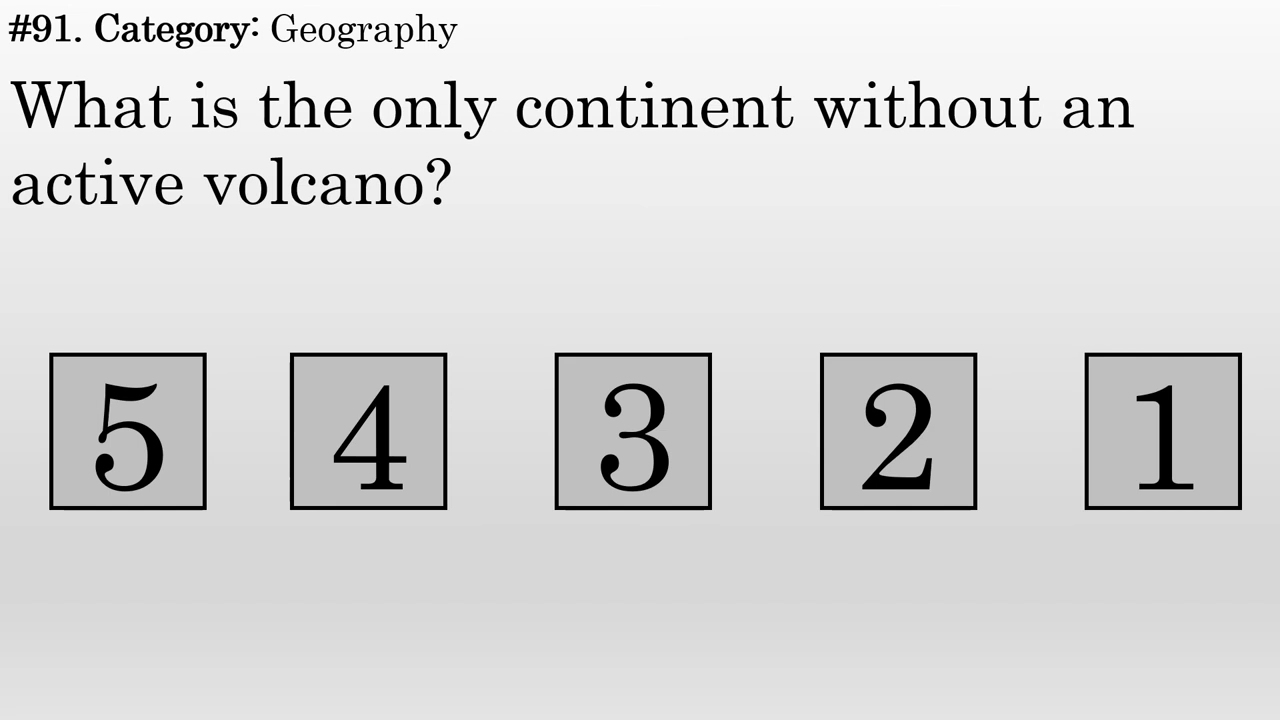 #91. Category: Geography
What is the only continent without an
active volcano?
5 4 3 2 1